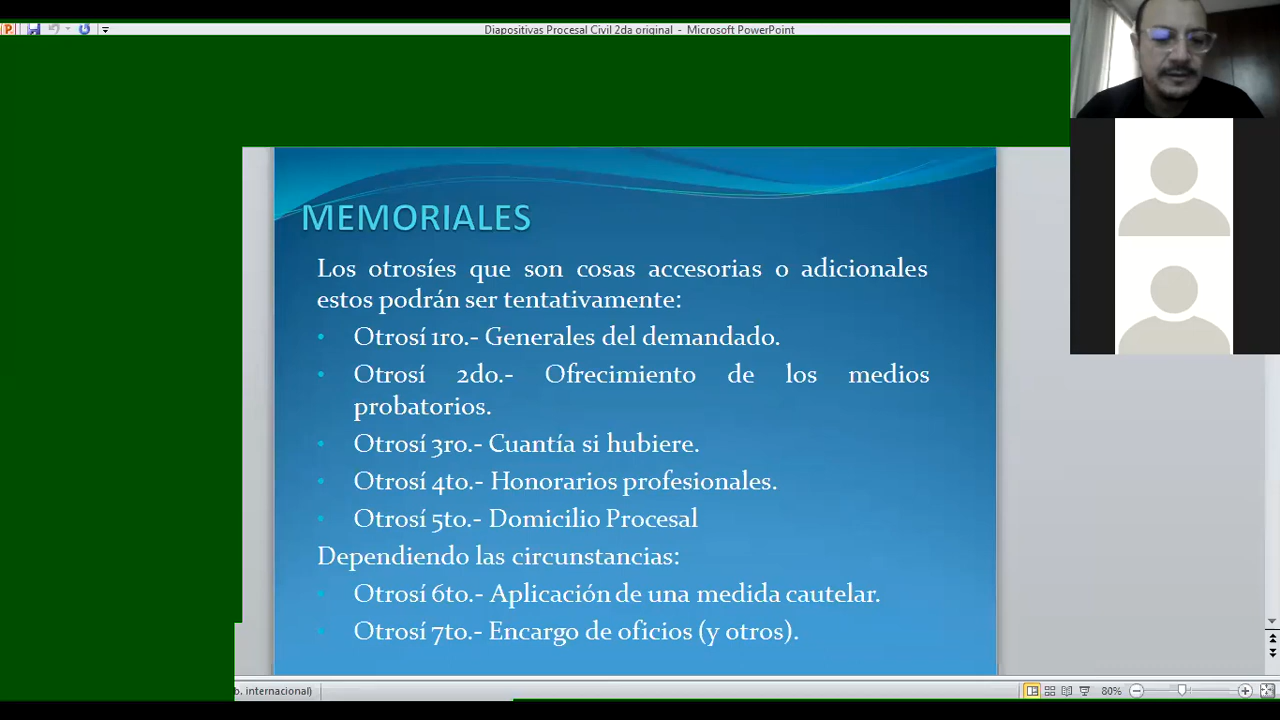 Diapositivas Procesal Civil 2da original - Microsoft PowerPoint
MEMORIALES
Los otrosíes que son cosas accesorias o adicionales
estos podrán ser tentativamente:
• Otrosí 1ro.- Generales del demandado.
• Otrosí 2do.- Ofrecimiento de los medios
probatorios.
• Otrosí 3ro.- Cuantía si hubiere.
• Otrosí 4to.- Honorarios profesionales.
• Otrosí 5to.- Domicilio Procesal
Dependiendo las circunstancias:
• Otrosí 6to.- Aplicación de una medida cautelar.
• Otrosí 7to.- Encargo de oficios (y otros).
b. internacional)
80%